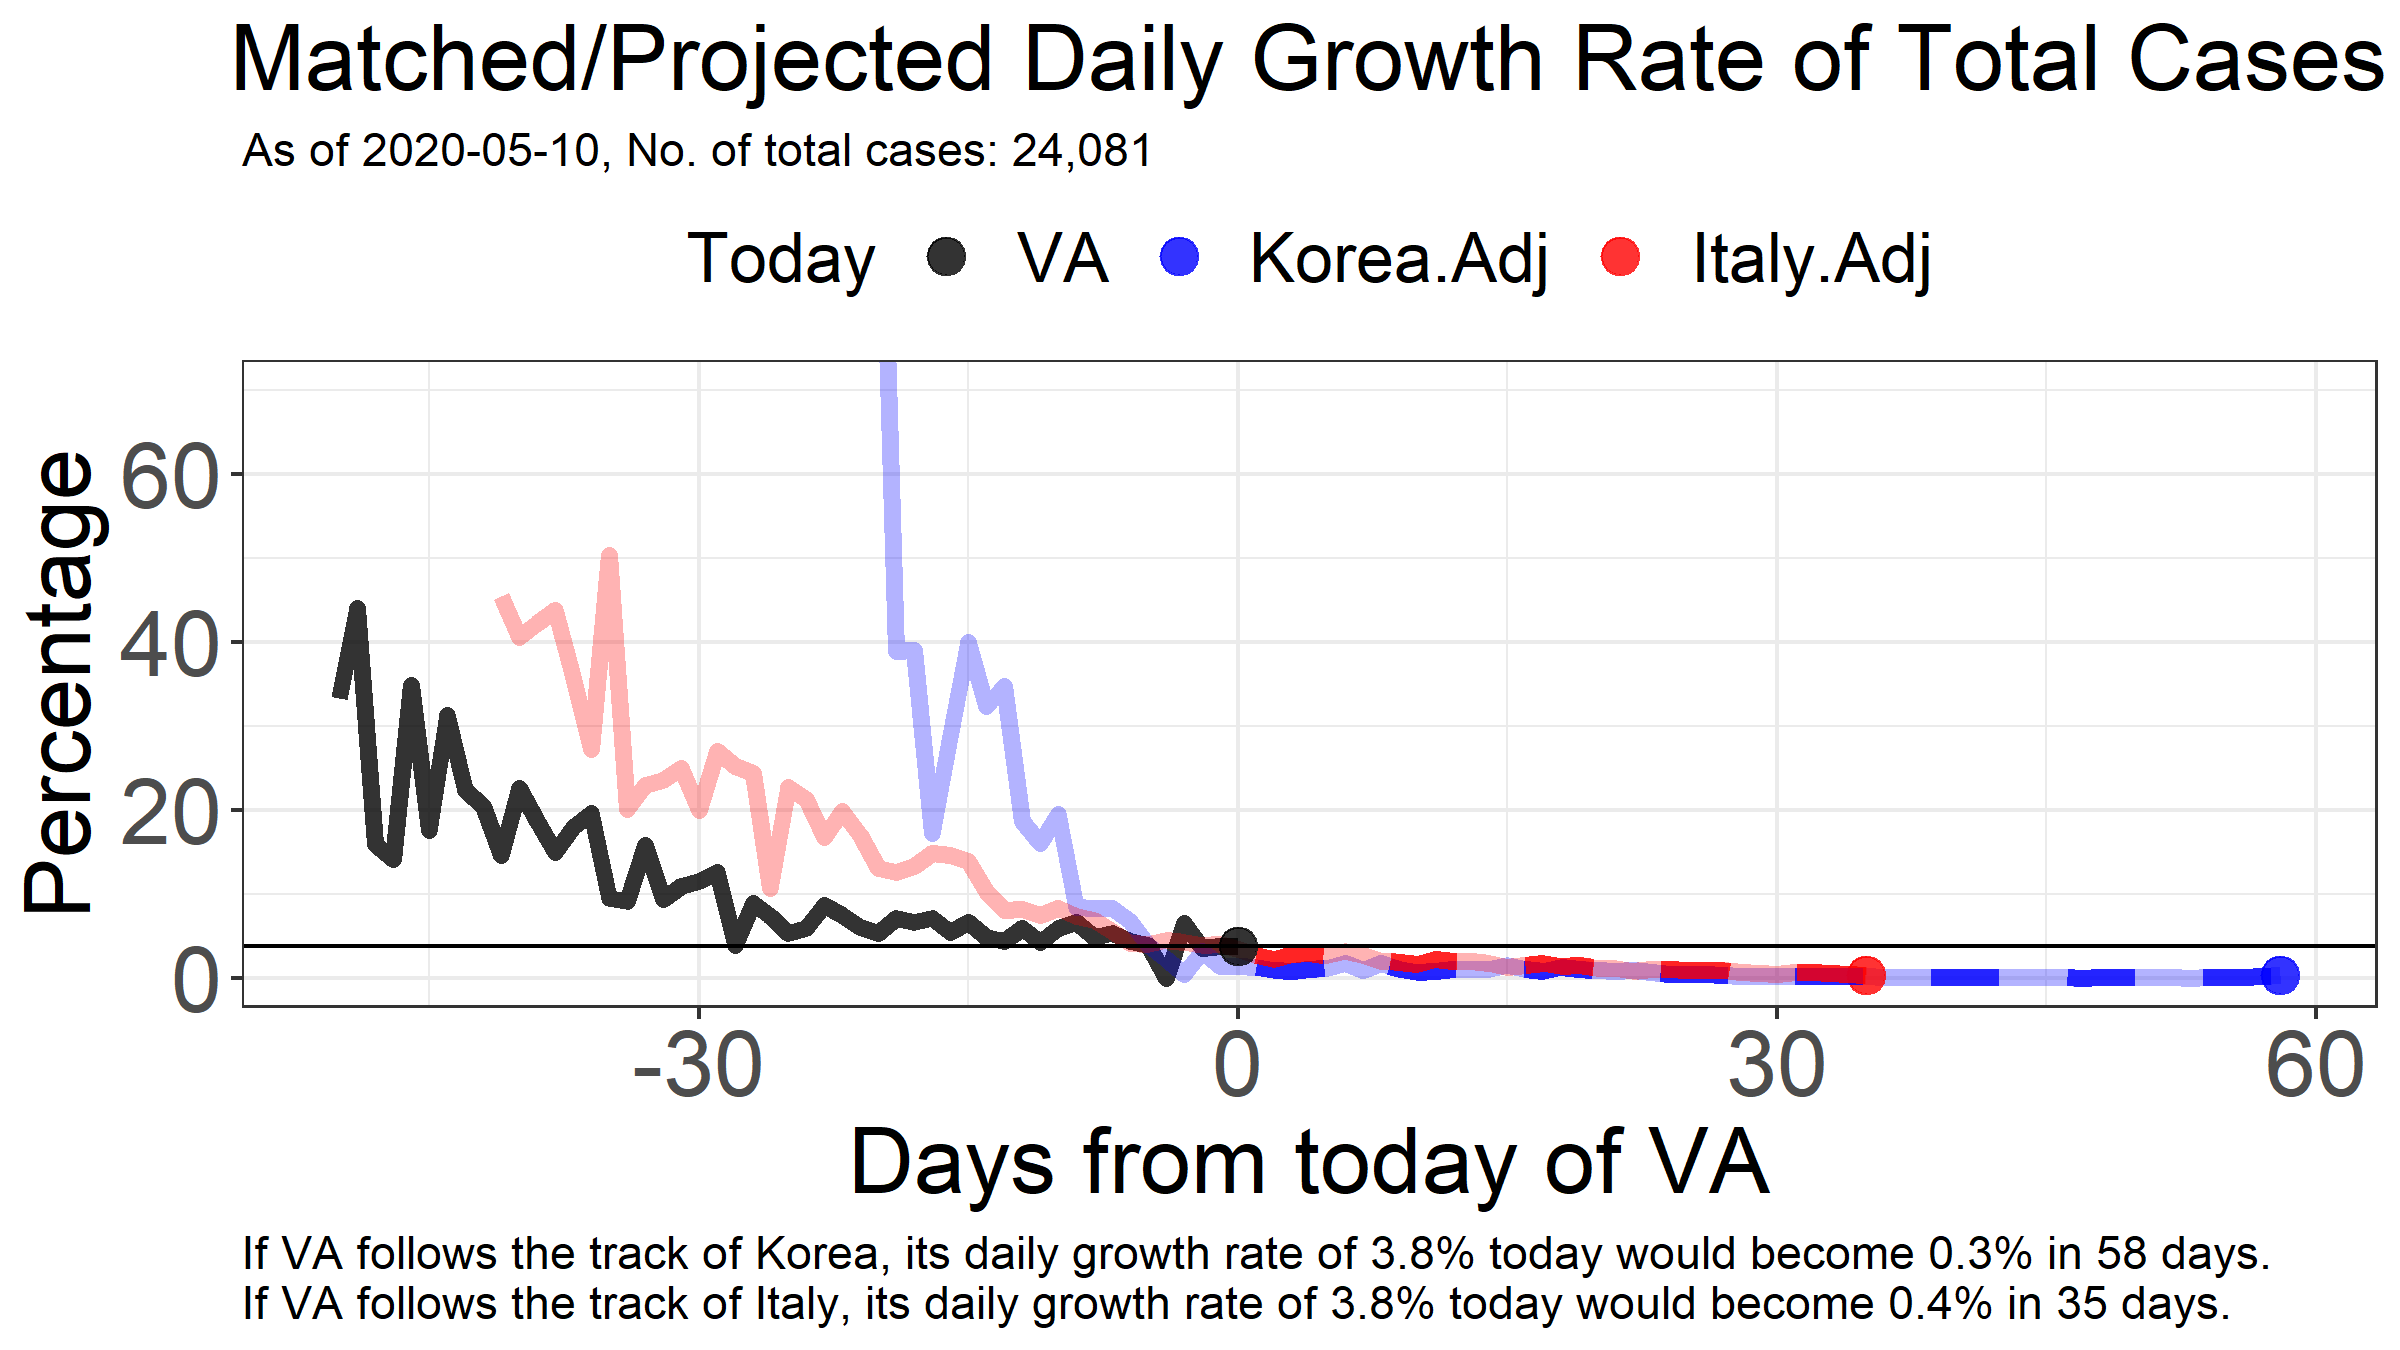 Matched/Projected Daily Growth Rate of Total Cases
As of 2020-05-10, No. of total cases: 24,081
Today VA Korea.Adj Italy.Adj
Percentage
60
40
20
0
-30 0 30 60
Days from today of VA
If VA follows the track of Korea, its daily growth rate of 3.8% today would become 0.3% in 58 days.
If VA follows the track of Italy, its daily growth rate of 3.8% today would become 0.4% in 35 days.